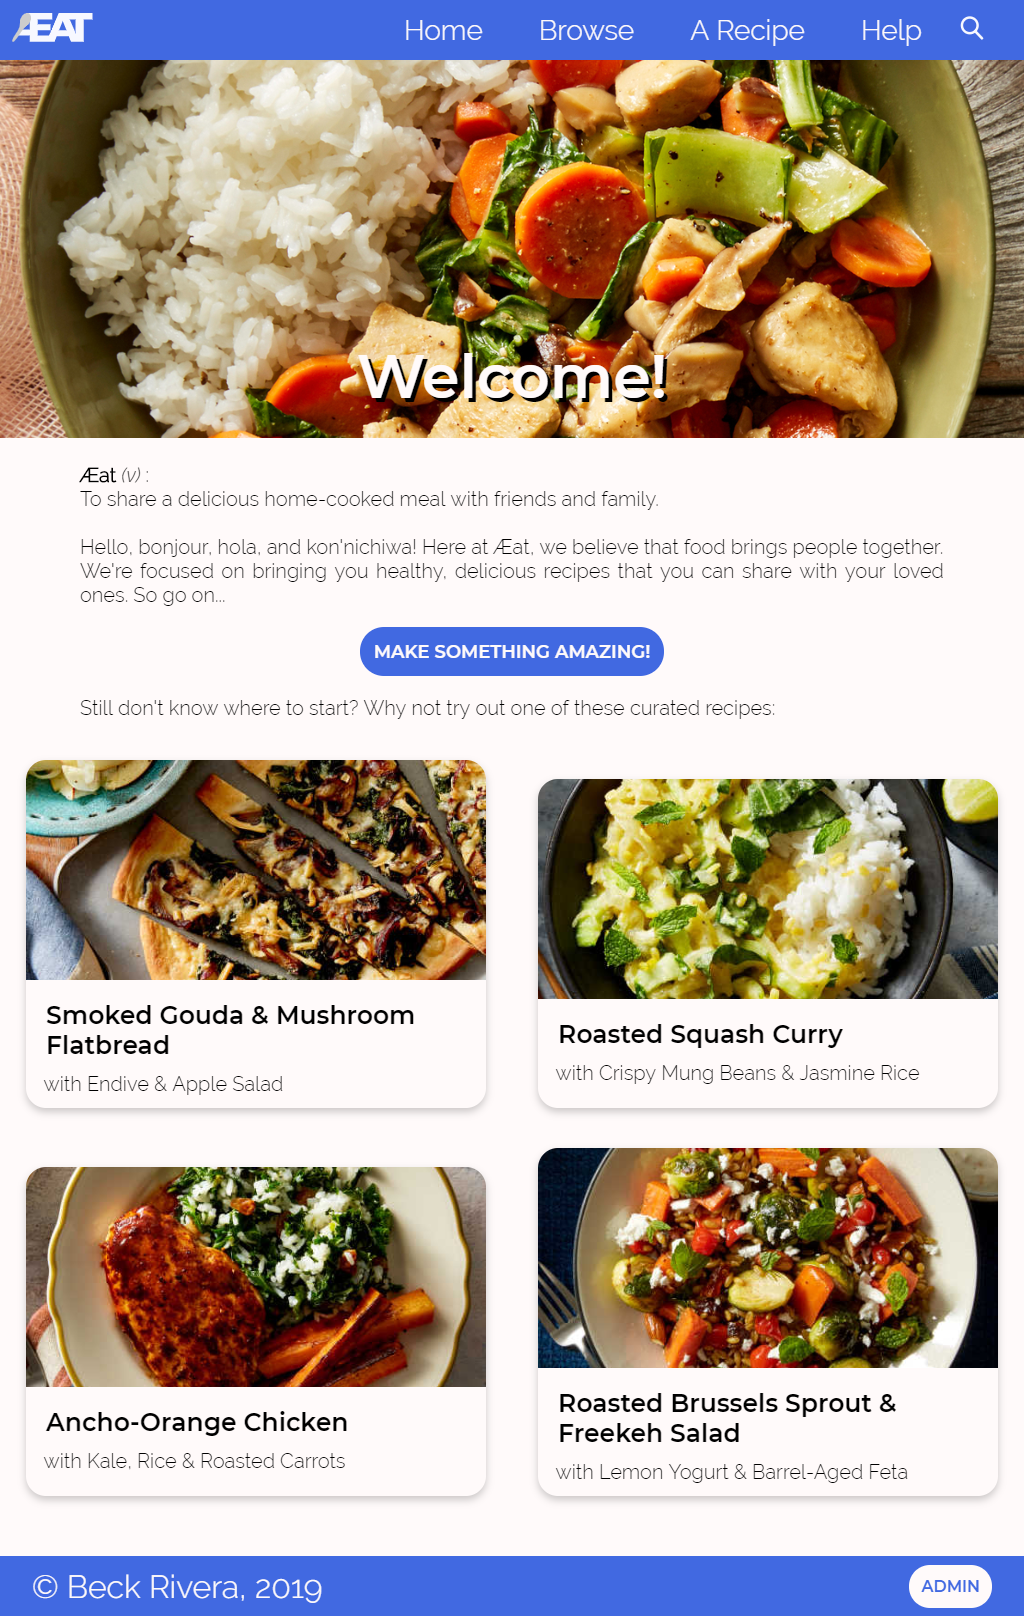 ÆAT
Home
Browse
A Recipe
Help
Welcome!
Æat (v) :
To share a delicious home-cooked meal with friends and family.
Hello, bonjour, hola, and kon'nichiwa! Here at Æat, we believe that food brings people together.
We're focused on bringing you healthy, delicious recipes that you can share with your loved
ones. So go on...
MAKE SOMETHING AMAZING!
Still don't know where to start? Why not try out one of these curated recipes:
Smoked Gouda & Mushroom
Flatbread
with Endive & Apple Salad
Roasted Squash Curry
with Crispy Mung Beans & Jasmine Rice
Ancho-Orange Chicken
with Kale, Rice & Roasted Carrots
Roasted Brussels Sprout &
Freekeh Salad
with Lemon Yogurt & Barrel-Aged Feta
© Beck Rivera, 2019
ADMIN